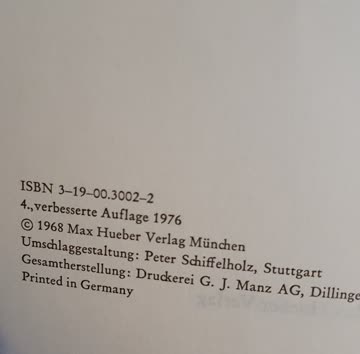 ISBN 3–19–00.3002–2
4., verbesserte Auflage 1976
© 1968 Max Hueber Verlag München
Umschlaggestaltung: Peter Schiffelholz, Stuttgart
Gesamtherstellung: Druckerei G. J. Manz AG, Dillinge
Printed in Germany